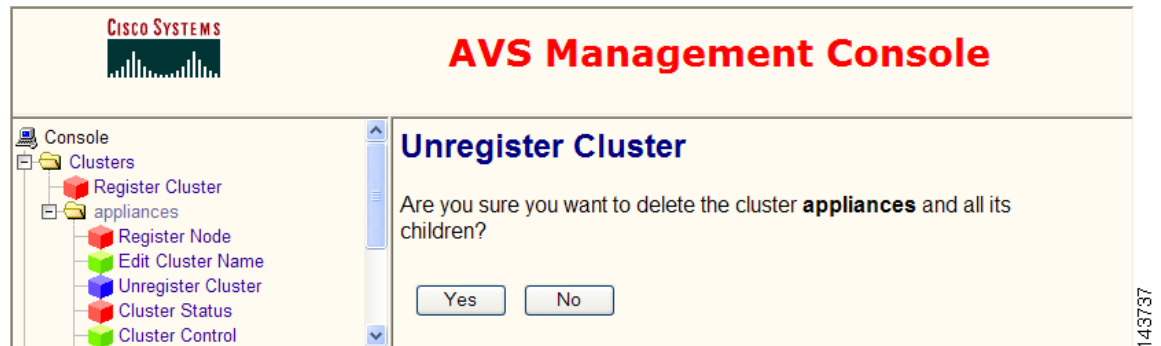 CISCO SYSTEMS
AVS Management Console
Console
Clusters
Register Cluster
appliances
Register Node
Edit Cluster Name
Unregister Cluster
Cluster Status
Cluster Control
Unregister Cluster
Are you sure you want to delete the cluster appliances and all its
children?
Yes
No
143737